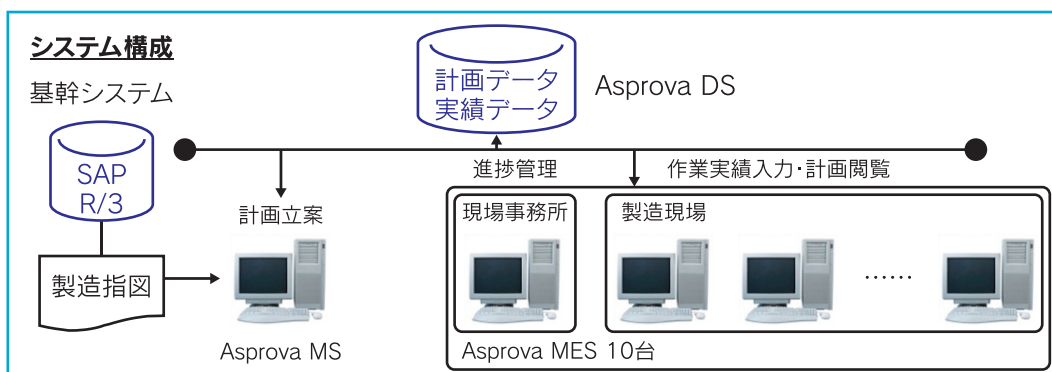 システム構成
基幹システム
SAP
R/3
製造指図
計画データ
実績データ
Asprova DS
計画立案
Asprova MS
進捗管理
作業実績入力・計画閲覧
現場事務所
製造現場
……
Asprova MES 10台